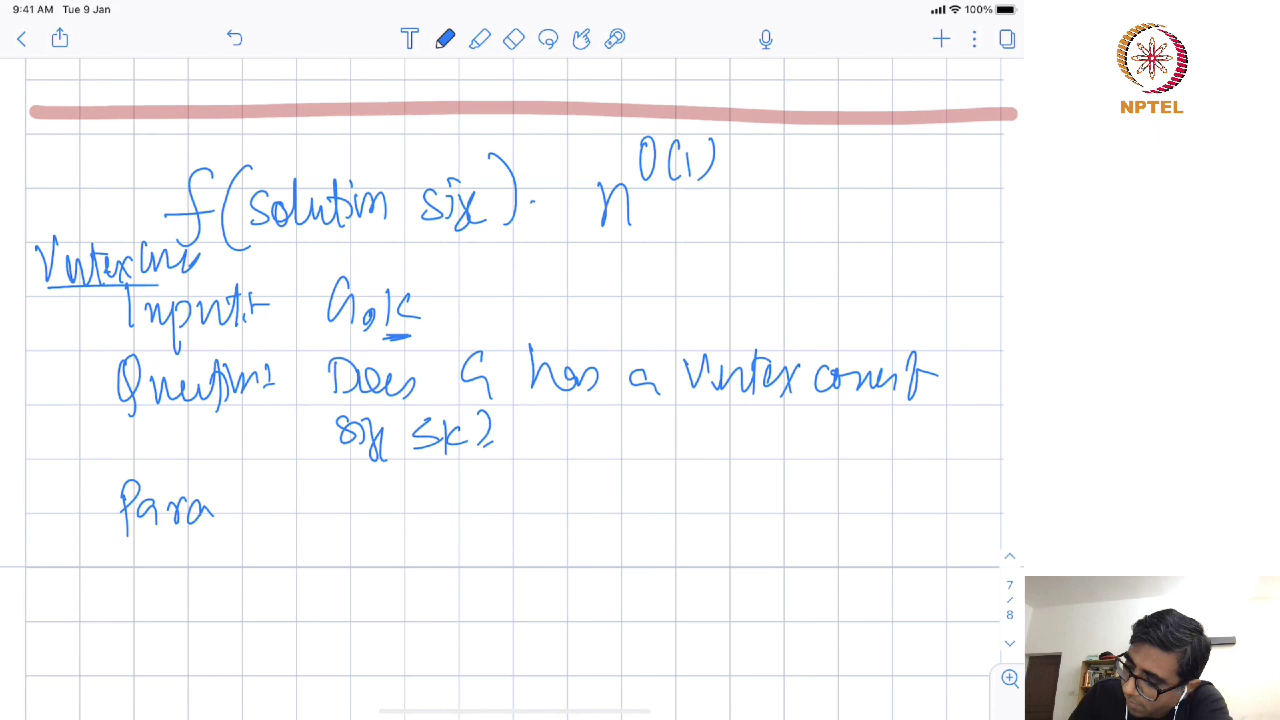 9:41 AM Tue 9 Jan
100%
NPTEL
f(solution size). n^O(1)
Vertex Cover
Input: G, k
Question: Does G has a Vertex cover of
size ≤k?
Para
7
/
8